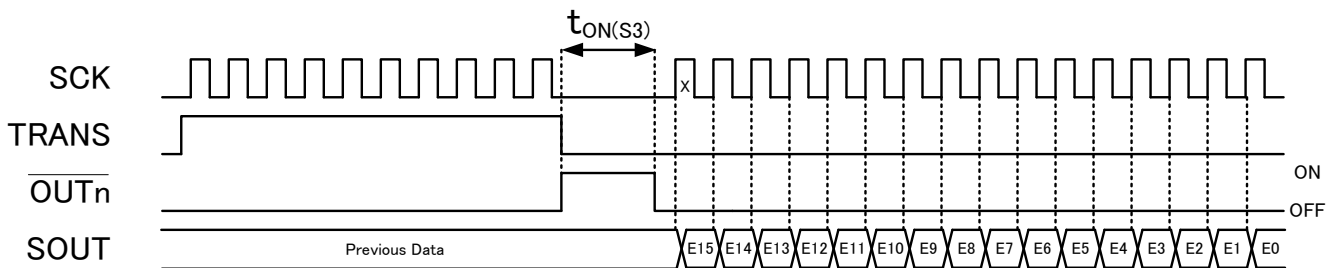 tON(S3)
SCK
X
TRANS
OUTn
ON
OFF
SOUT
Previous Data
E15
E14
E13
E12
E11
E10
E9
E8
E7
E6
E5
E4
E3
E2
E1
E0